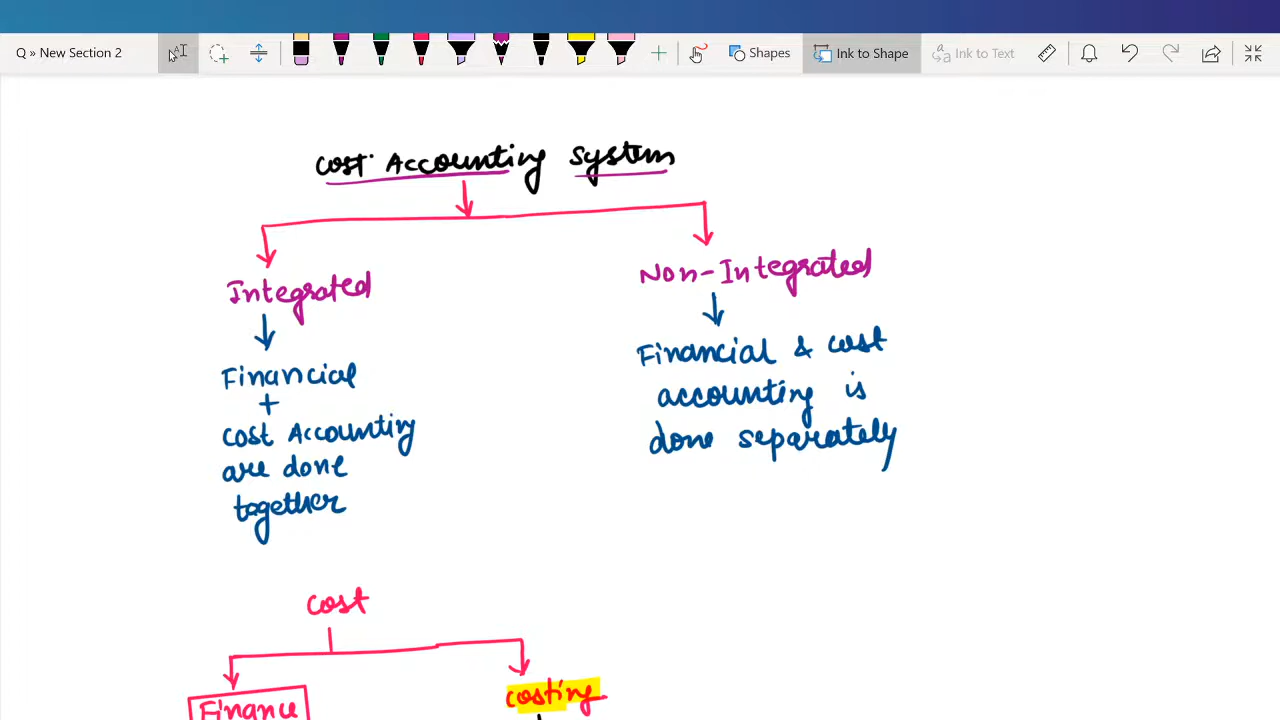 Q » New Section 2
Shapes
Ink to Shape
Ink to Text
Cost Accounting System
Integrated
Non-Integrated
Financial
+
Cost Accounting
are done
together
Financial & cost
accounting is
done separately
Cost
Finance
Costing